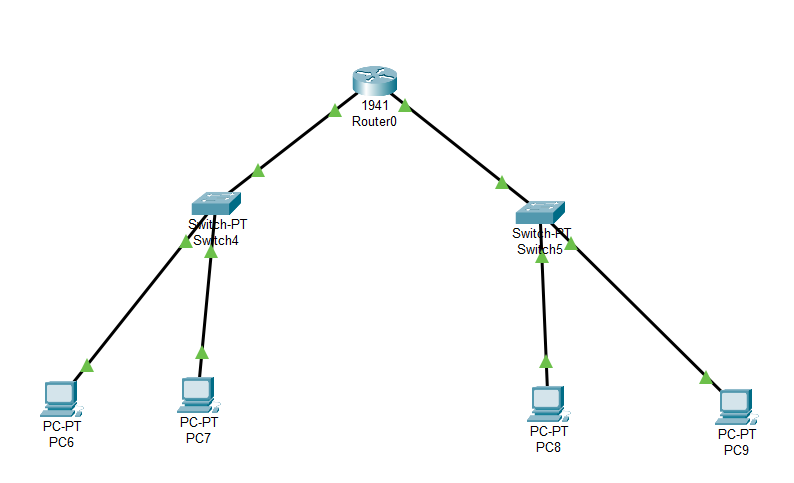 1941
Router0
Switch-PT
Switch4
Switch-PT
Switch5
PC-PT
PC6
PC-PT
PC7
PC-PT
PC8
PC-PT
PC9